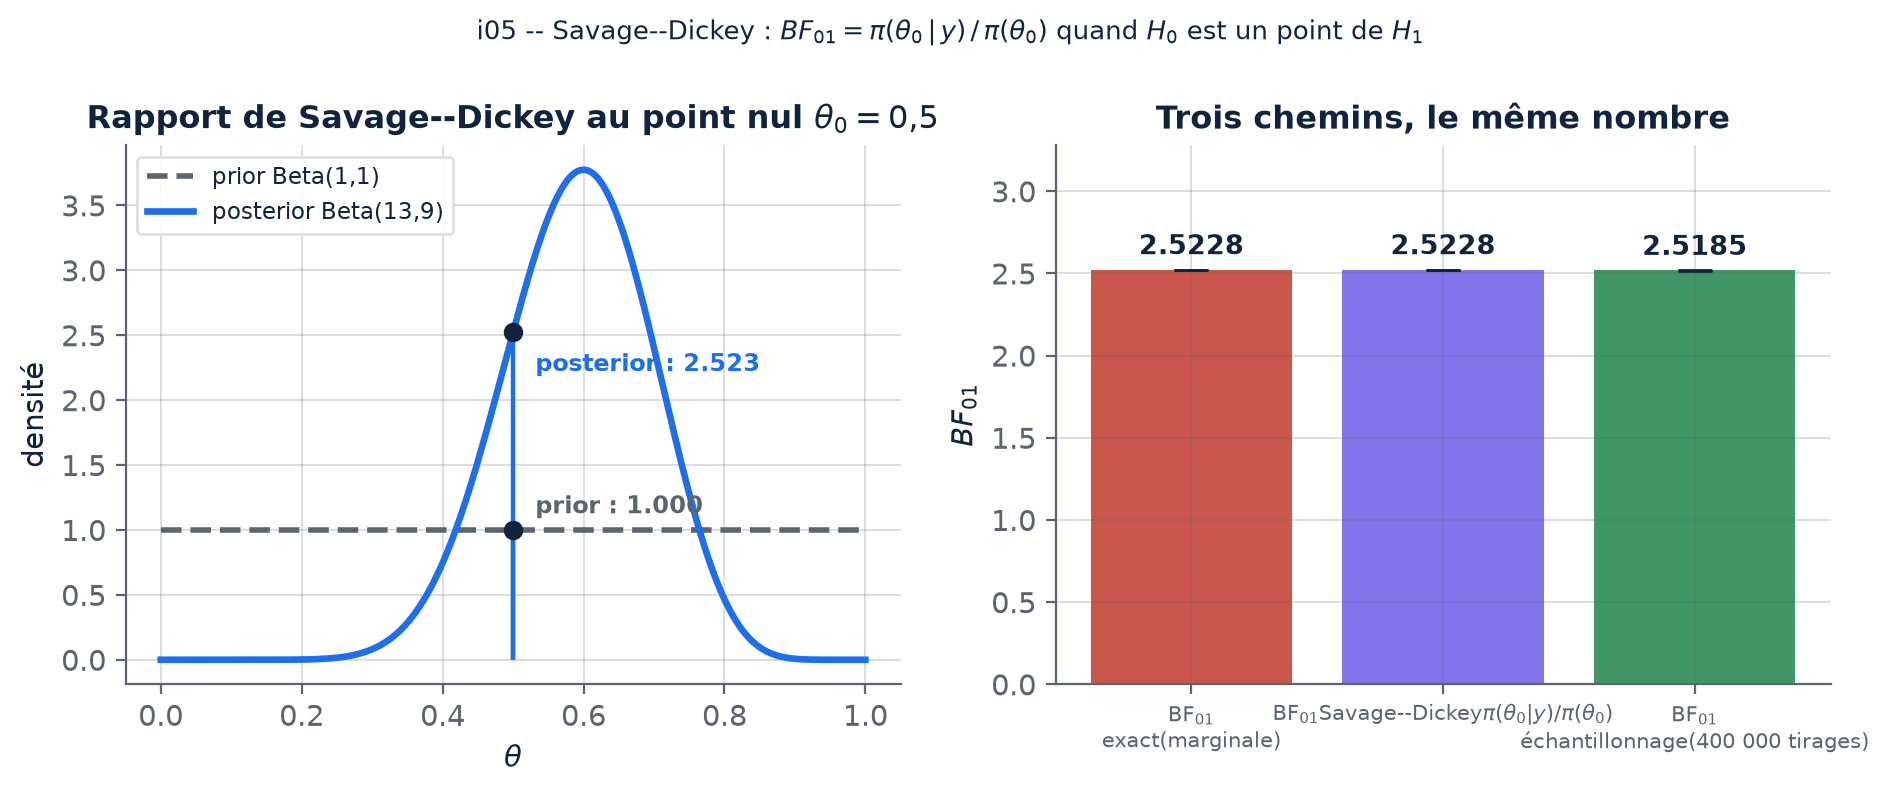 i05 -- Savage--Dickey : BF₀₁ = π(θ₀ | y) / π(θ₀) quand H₀ est un point de H₁
Rapport de Savage--Dickey au point nul θ₀ = 0,5
prior Beta(1,1)
posterior Beta(13,9)
densité
3.5
3.0
2.5
2.0
1.5
1.0
0.5
0.0
posterior : 2.523
prior : 1.000
0.0 0.2 0.4 0.6 0.8 1.0
θ
Trois chemins, le même nombre
BF₀₁
3.0
2.5
2.0
1.5
1.0
0.5
0.0
2.5228 2.5228 2.5185
BF₀₁
exact(marginale)
BF₀₁Savage--Dickeyπ(θ₀|y)/π(θ₀)
BF₀₁
échantillonnage(400 000 tirages)